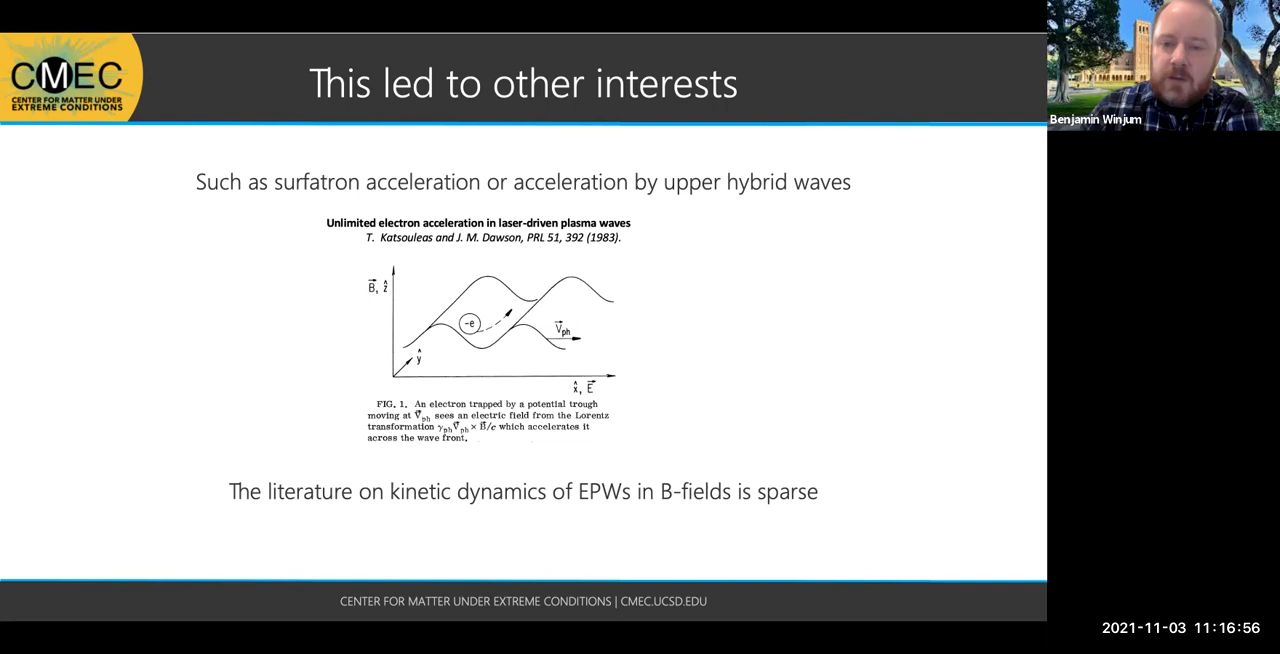 CMEC
CENTER FOR MATTER UNDER
EXTREME CONDITIONS
This led to other interests
Benjamin Winjum
Such as surfatron acceleration or acceleration by upper hybrid waves
Unlimited electron acceleration in laser-driven plasma waves
T. Katsouleas and J. M. Dawson, PRL 51, 392 (1983).
B⃗, ẑ
-e
V⃗ph
ŷ
x̂, E⃗
FIG. 1. An electron trapped by a potential trough
moving at V⃗ph sees an electric field from the Lorentz
transformation γph V⃗ph × B⃗/c which accelerates it
across the wave front.
The literature on kinetic dynamics of EPWs in B-fields is sparse
CENTER FOR MATTER UNDER EXTREME CONDITIONS | CMEC.UCSD.EDU
2021-11-03 11:16:56